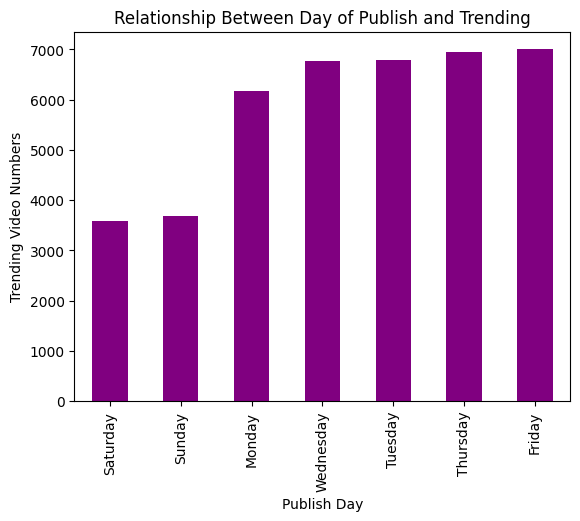 Relationship Between Day of Publish and Trending
Trending Video Numbers
7000
6000
5000
4000
3000
2000
1000
0
Saturday
Sunday
Monday
Wednesday
Tuesday
Thursday
Friday
Publish Day